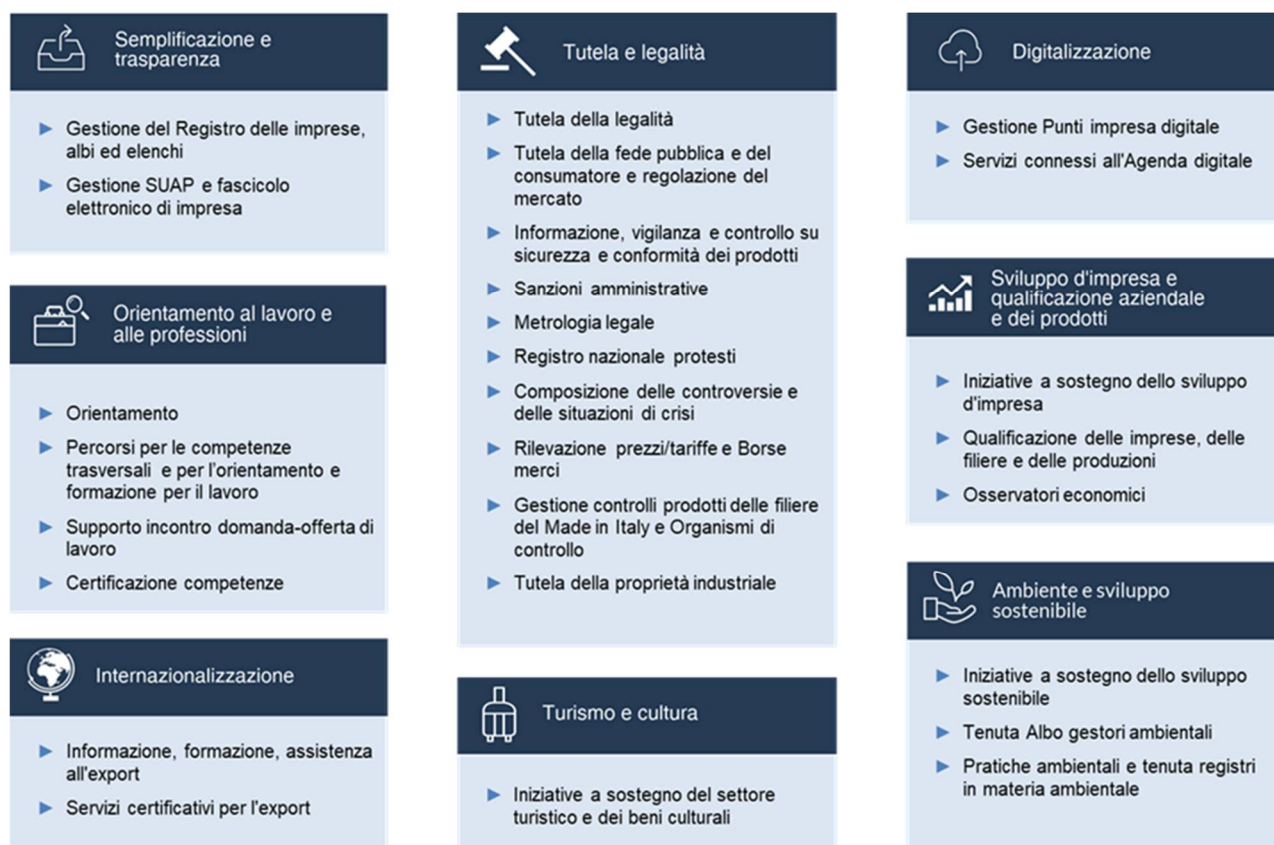 Semplificazione e
trasparenza
Gestione del Registro delle imprese,
albi ed elenchi
Gestione SUAP e fascicolo
elettronico di impresa
Orientamento al lavoro e
alle professioni
Orientamento
Percorsi per le competenze
trasversali e per l'orientamento e
formazione per il lavoro
Supporto incontro domanda-offerta di
lavoro
Certificazione competenze
Internazionalizzazione
Informazione, formazione, assistenza
all'export
Servizi certificativi per l'export
Tutela e legalità
Tutela della legalità
Tutela della fede pubblica e del
consumatore e regolazione del
mercato
Informazione, vigilanza e controllo su
sicurezza e conformità dei prodotti
Sanzioni amministrative
Metrologia legale
Registro nazionale protesti
Composizione delle controversie e
delle situazioni di crisi
Rilevazione prezzi/tariffe e Borse
merci
Gestione controlli prodotti delle filiere
del Made in Italy e Organismi di
controllo
Tutela della proprietà industriale
Turismo e cultura
Iniziative a sostegno del settore
turistico e dei beni culturali
Digitalizzazione
Gestione Punti impresa digitale
Servizi connessi all'Agenda digitale
Sviluppo d'impresa e
qualificazione aziendale
e dei prodotti
Iniziative a sostegno dello sviluppo
d'impresa
Qualificazione delle imprese, delle
filiere e delle produzioni
Osservatori economici
Ambiente e sviluppo
sostenibile
Iniziative a sostegno dello sviluppo
sostenibile
Tenuta Albo gestori ambientali
Pratiche ambientali e tenuta registri
in materia ambientale